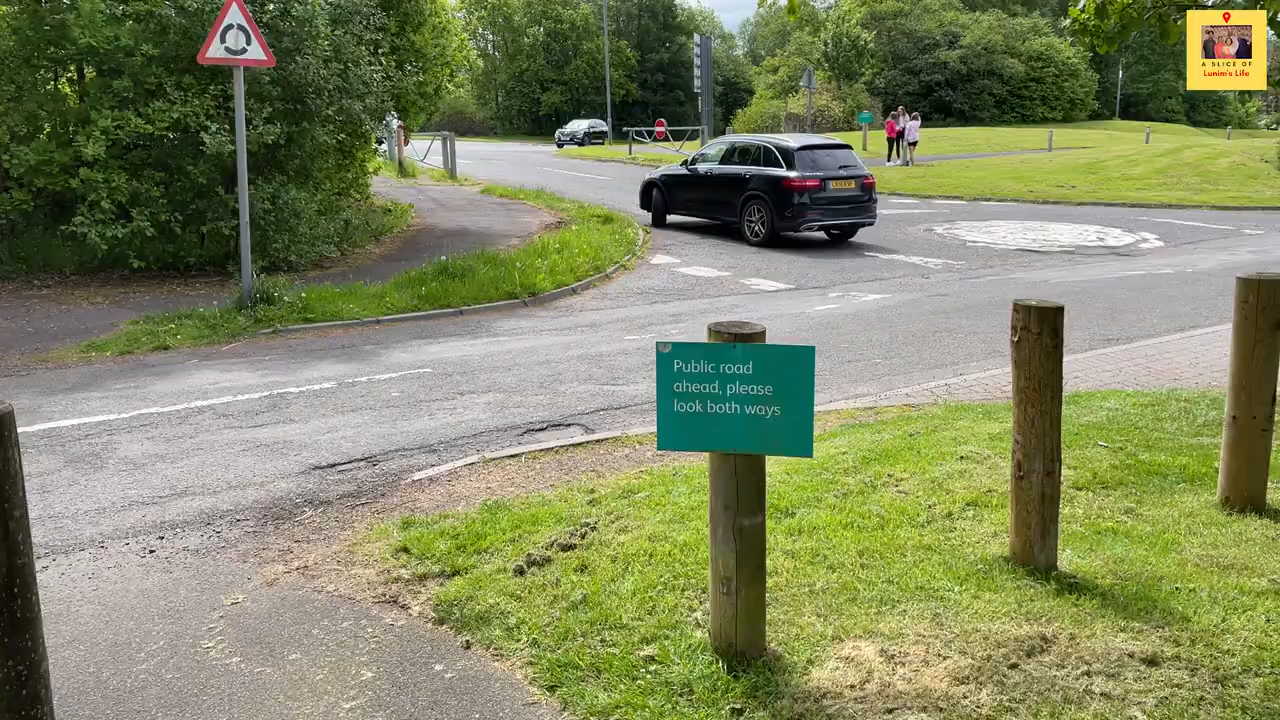 A SLICE OF
Lunim's Life
Public road
ahead, please
look both ways